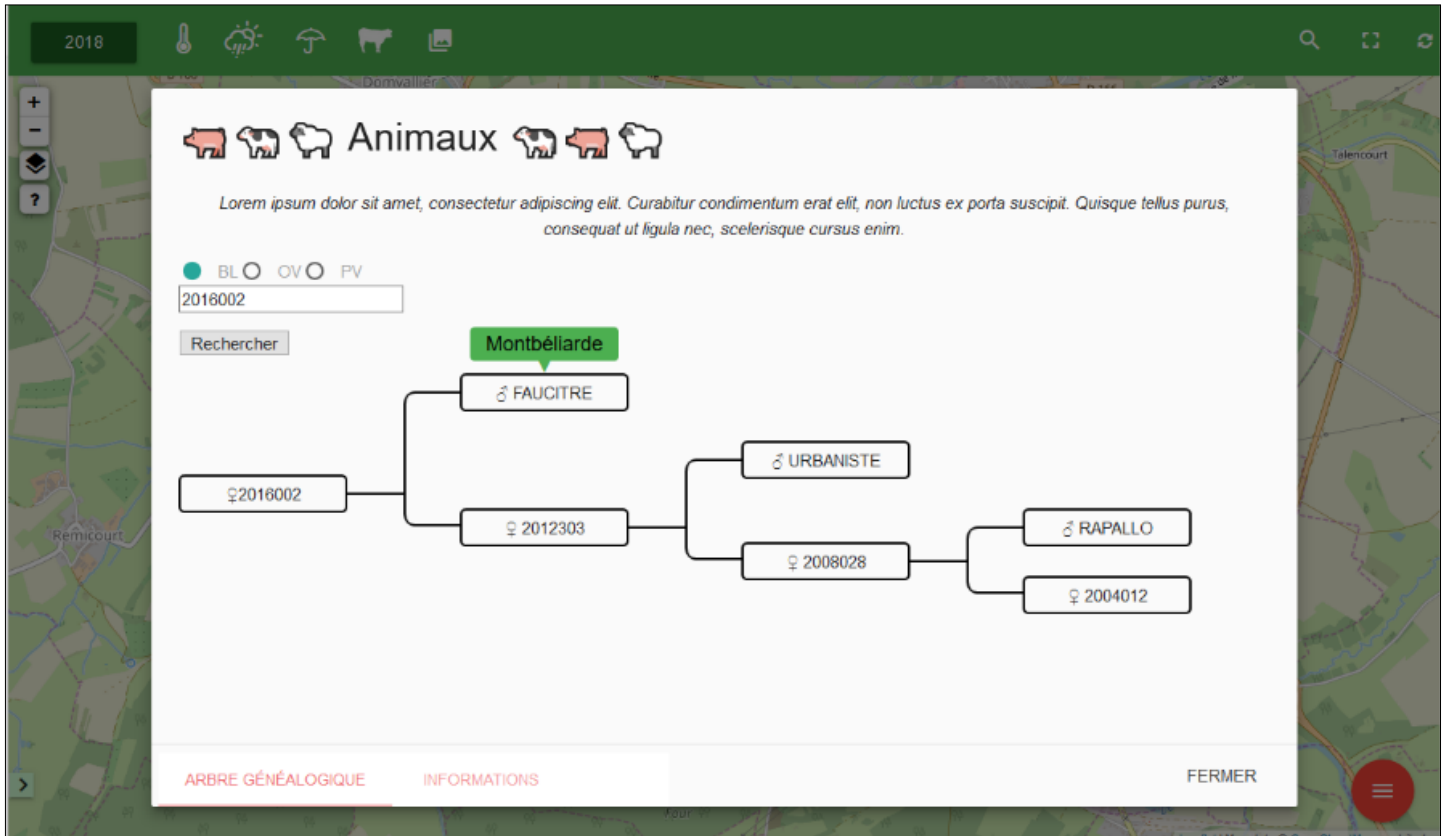 2018
Domvallier
+
−
?
Talencourt
Animaux
Lorem ipsum dolor sit amet, consectetur adipiscing elit. Curabitur condimentum erat elit, non luctus ex porta suscipit. Quisque tellus purus,
consequat ut ligula nec, scelerisque cursus enim.
BL OV PV
2016002
Rechercher
Montbéliarde
♂ FAUCITRE
♂ URBANISTE
♀2016002
Remicourt
♀ 2012303
♂ RAPALLO
♀ 2008028
♀ 2004012
ARBRE GÉNÉALOGIQUE
INFORMATIONS
FERMER